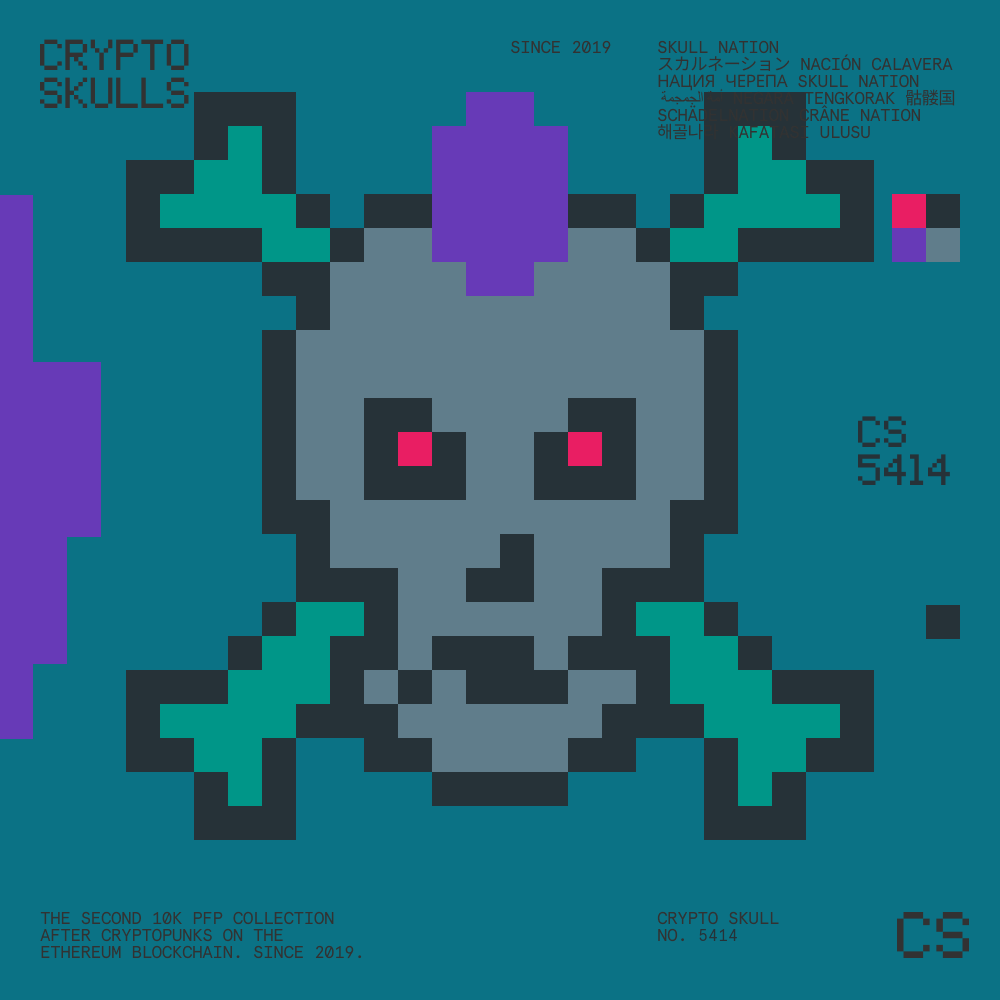 CRYPTO
SKULLS
SINCE 2019
SKULL NATION
スカルネーション NACIÓN CALAVERA
НАЦИЯ ЧЕРЕПА SKULL NATION
الجمجمة TENGKORAK 骷髅国
CRÂNE NATION
해골나 KAFA ULUSU
CS
5414
THE SECOND 10K PFP COLLECTION
AFTER CRYPTOPUNKS ON THE
ETHEREUM BLOCKCHAIN. SINCE 2019.
CRYPTO SKULL
NO. 5414
CS